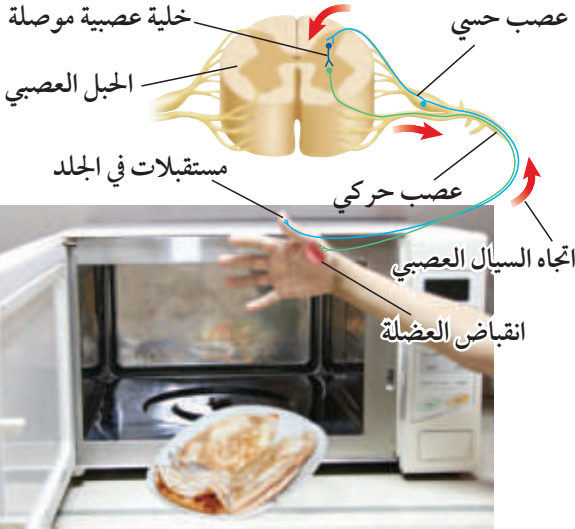 عصب حسي
خلية عصبية موصلة
الحبل العصبي
مستقبلات في الجلد
عصب حركي
اتجاه السيال العصبي
انقباض العضلة